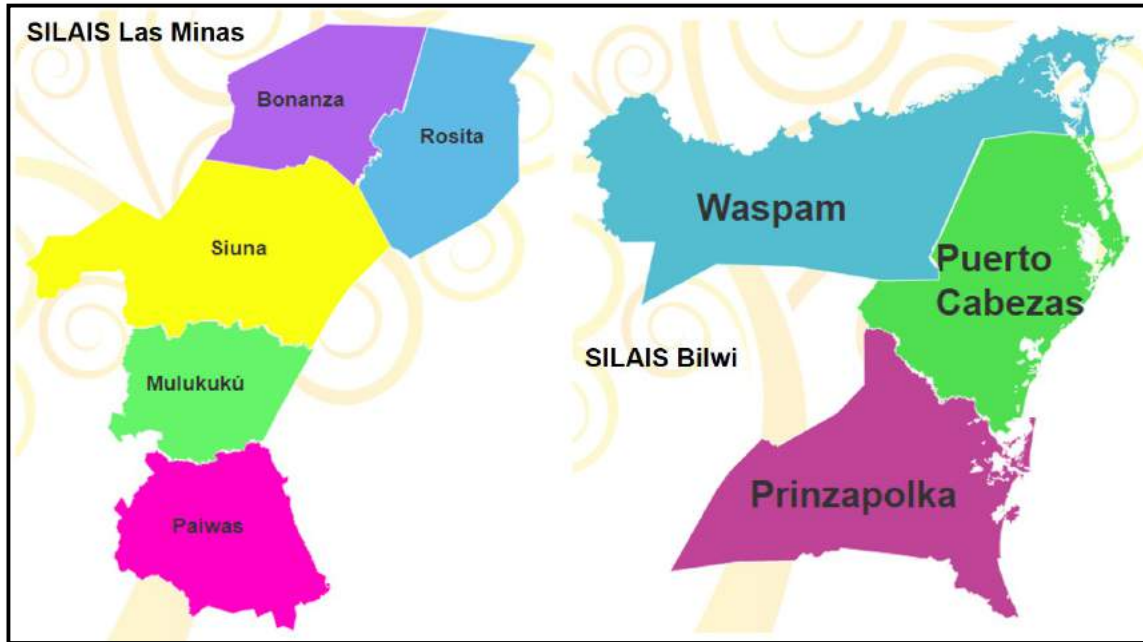 SILAIS Las Minas
Bonanza
Rosita
Siuna
Mulukukú
Paiwas
Waspam
Puerto
Cabezas
SILAIS Bilwi
Prinzapolka